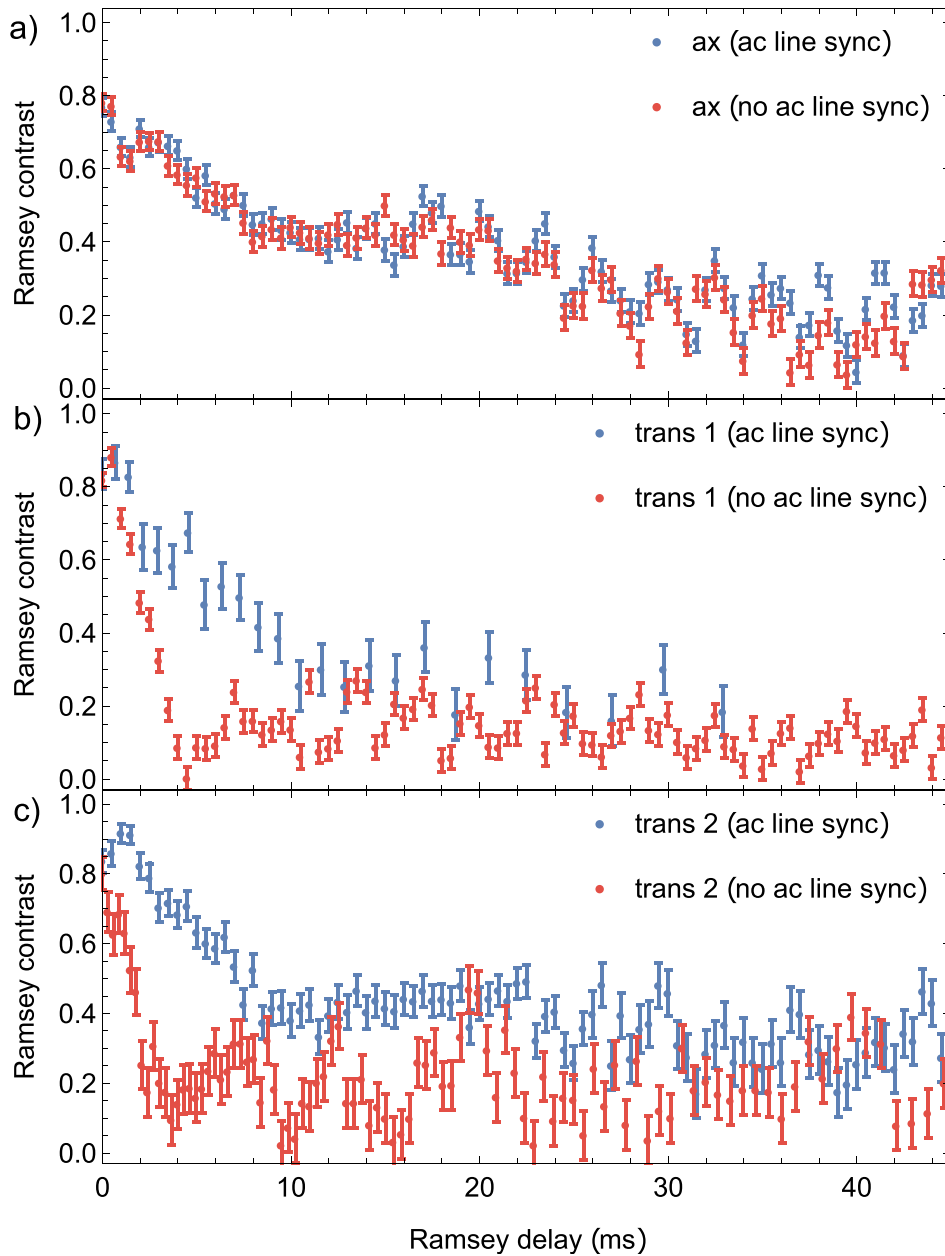 a)
1.0
0.8
0.6
0.4
0.2
0.0
Ramsey contrast
ax (ac line sync)
ax (no ac line sync)
b)
1.0
0.8
0.6
0.4
0.2
0.0
Ramsey contrast
trans 1 (ac line sync)
trans 1 (no ac line sync)
c)
1.0
0.8
0.6
0.4
0.2
0.0
Ramsey contrast
trans 2 (ac line sync)
trans 2 (no ac line sync)
0 10 20 30 40
Ramsey delay (ms)